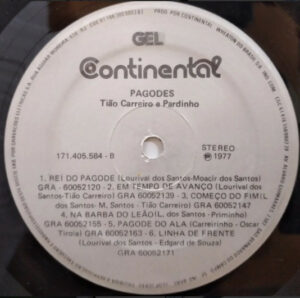 GEL
Continental
PAGODES
Tião Carreiro e Pardinho
171.405.584 - B
STEREO
℗ 1977
1. REI DO PAGODE (Lourival dos Santos-Moacir dos Santos)
GRA - 60052120 - 2. EM TEMPO DE AVANÇO (L. dos
Santos-Tião Carreiro) GRA - 60052139 - 3. COMEÇO DO FIM (L.
dos Santos- M. Santos - Tião Carreiro) GRA - 60052147
4. NA BARBA DO LEÃO (L. dos Santos - Priminho)
GRA - 60052155 - 5. PAGODE DO ALA (Carreirinho - Oscar
Tirola) GRA - 60052163 - 6. LINHA DE FRENTE
(Lourival dos Santos - Edgard de Souza)
GRA - 60052171